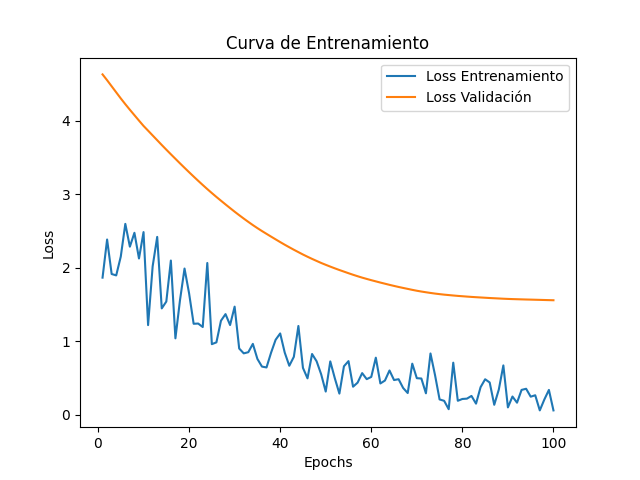 Curva de Entrenamiento
Loss Entrenamiento
Loss Validación
Loss
4
3
2
1
0
0 20 40 60 80 100
Epochs